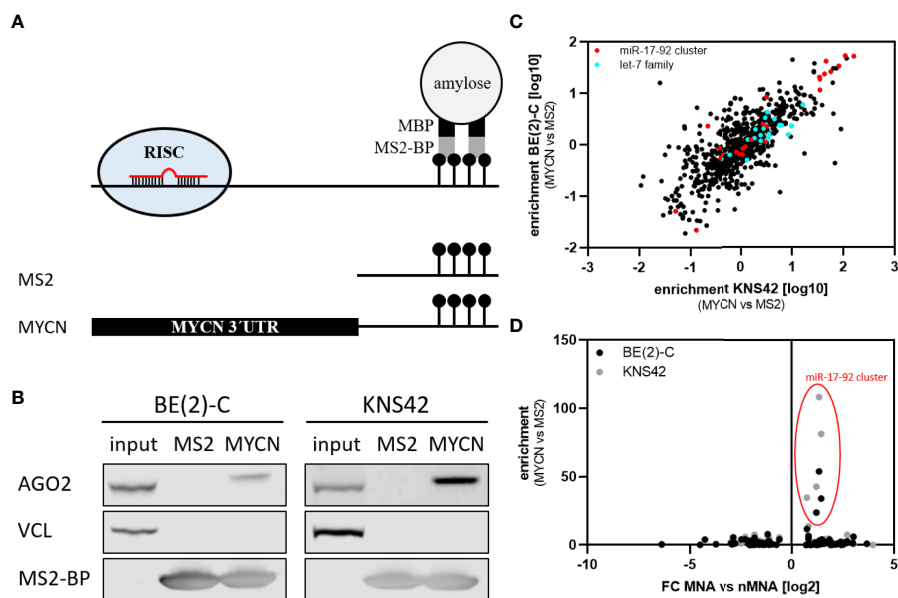 A
amylose
MBP
MS2-BP
RISC
MS2
MYCN
MYCN 3´UTR
B
BE(2)-C
KNS42
input MS2 MYCN
input MS2 MYCN
AGO2
VCL
MS2-BP
C
miR-17-92 cluster
let-7 family
enrichment BE(2)-C [log10]
(MYCN vs MS2)
2
1
0
-1
-2
-3 -2 -1 0 1 2 3
enrichment KNS42 [log10]
(MYCN vs MS2)
D
BE(2)-C
KNS42
miR-17-92 cluster
enrichment
(MYCN vs MS2)
150
100
50
0
-10 -5 0 5
FC MNA vs nMNA [log2]